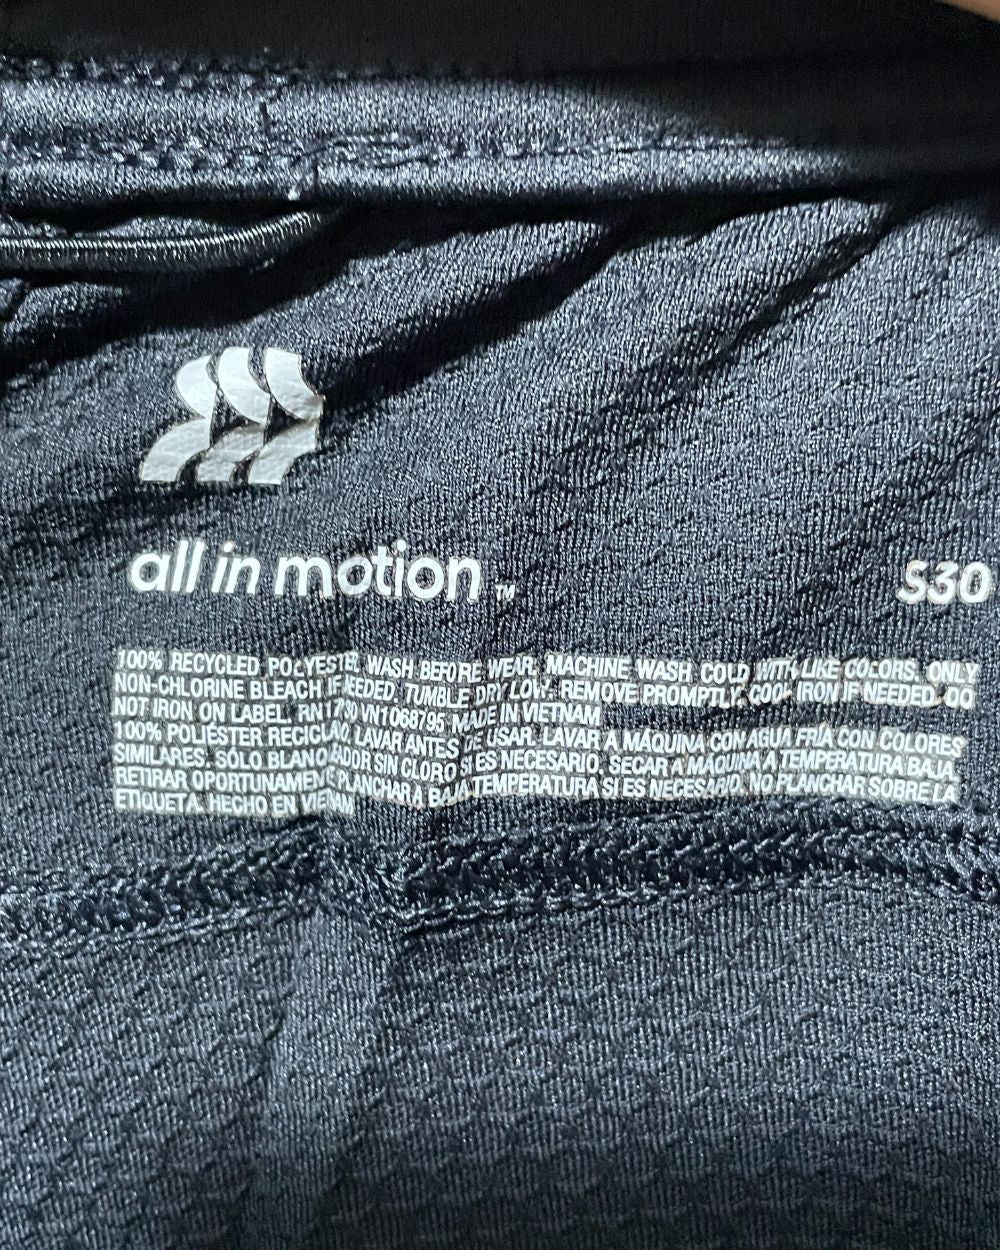 all in motion™
S30
100% RECYCLED POLYESTER. WASH BEFORE WEAR. MACHINE WASH COLD WITH LIKE COLORS. ONLY
NON-CHLORINE BLEACH IF NEEDED. TUMBLE DRY LOW. REMOVE PROMPTLY. COOL IRON IF NEEDED. DO
NOT IRON ON LABEL. VN1068795 MADE IN VIETNAM
100% POLIÉSTER RECICLADO. LAVAR ANTES DE USAR. LAVAR A MÁQUINA CON AGUA FRÍA CON COLORES
SIMILARES. SÓLO BLANQUEADOR SIN CLORO SI ES NECESARIO. SECAR A MÁQUINA A TEMPERATURA BAJA.
RETIRAR OPORTUNAMENTE. PLANCHAR A BAJA TEMPERATURA SI ES NECESARIO. NO PLANCHAR SOBRE LA
ETIQUETA. HECHO EN VIETNAM